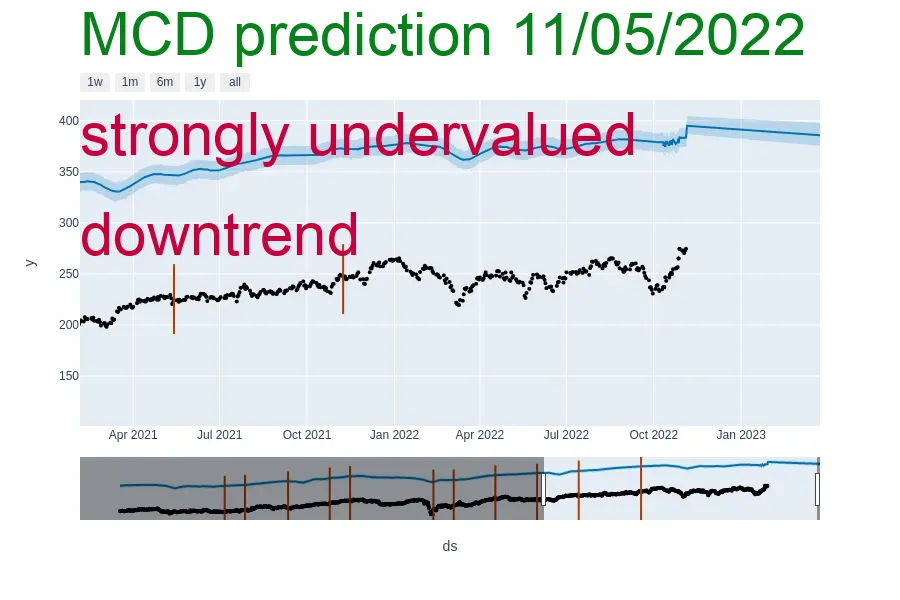 MCD prediction 11/05/2022
1w 1m 6m 1y all
400
strongly undervalued
350
300
downtrend
y
250
200
150
Apr 2021 Jul 2021 Oct 2021 Jan 2022 Apr 2022 Jul 2022 Oct 2022 Jan 2023
ds